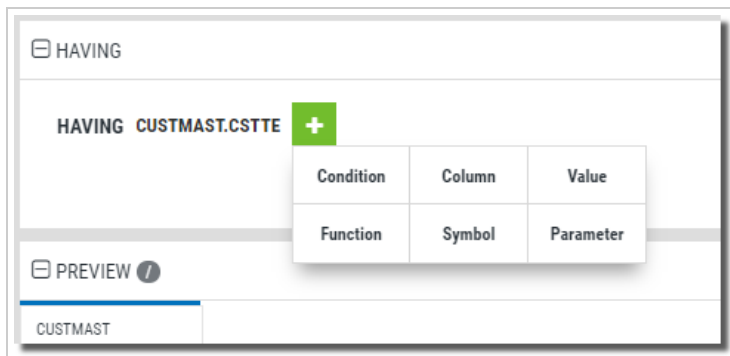 HAVING
HAVING CUSTMAST.CSTTE +
Condition Column Value
Function Symbol Parameter
PREVIEW
CUSTMAST